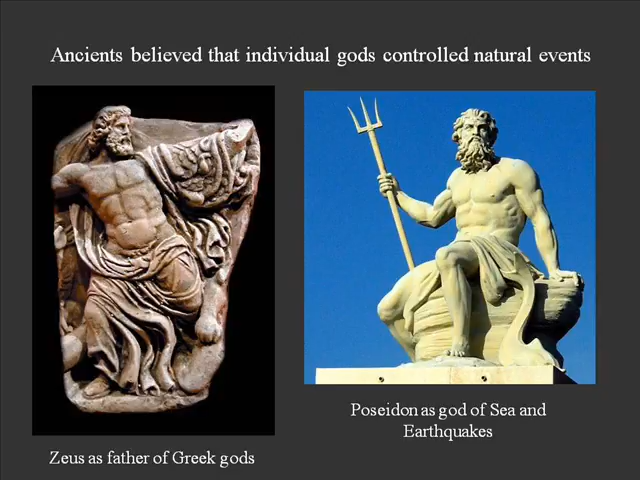 Ancients believed that individual gods controlled natural events
Poseidon as god of Sea and
Earthquakes
Zeus as father of Greek gods